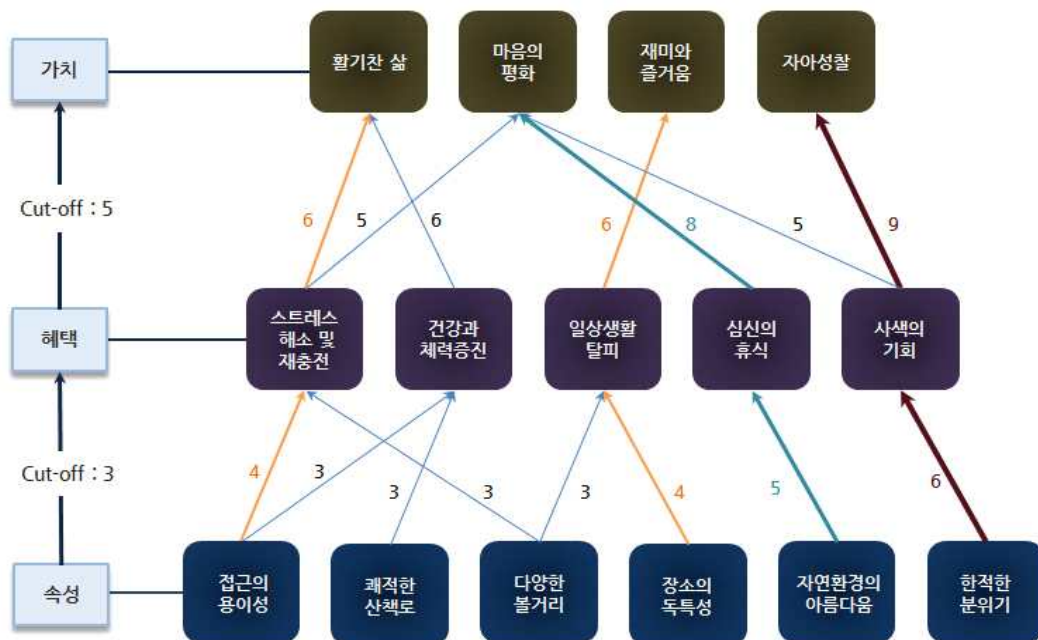 가치
활기찬 삶
마음의
평화
재미와
즐거움
자아성찰
Cut-off : 5
6
5
6
6
8
5
9
혜택
스트레스
해소 및
재충전
건강과
체력증진
일상생활
탈피
심신의
휴식
사색의
기회
Cut-off : 3
4
3
3
3
3
4
5
6
속성
접근의
용이성
쾌적한
산책로
다양한
볼거리
장소의
독특성
자연환경의
아름다움
한적한
분위기